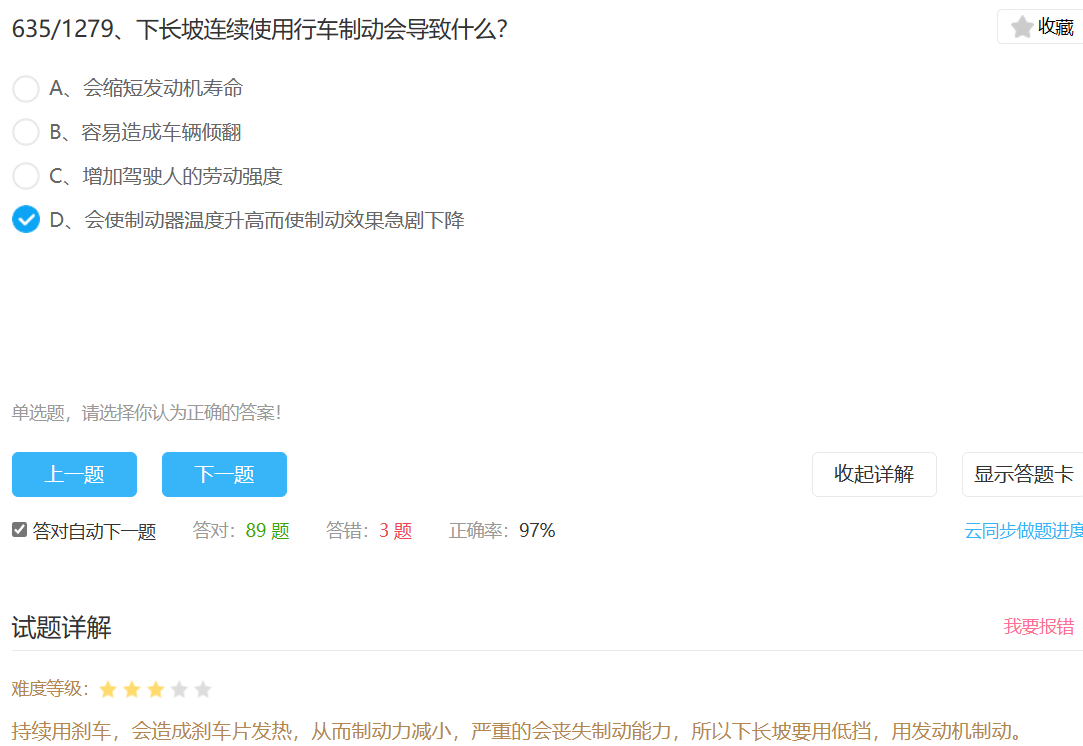 635/1279、下长坡连续使用行车制动会导致什么？
收藏
A、会缩短发动机寿命
B、容易造成车辆倾翻
C、增加驾驶人的劳动强度
D、会使制动器温度升高而使制动效果急剧下降
单选题，请选择你认为正确的答案！
上一题 下一题 收起详解 显示答题卡
答对自动下一题 答对：89 题 答错：3 题 正确率：97% 云同步做题进度
试题详解 我要报错
难度等级：
持续用刹车，会造成刹车片发热，从而制动力减小，严重的会丧失制动能力，所以下长坡要用低挡，用发动机制动。